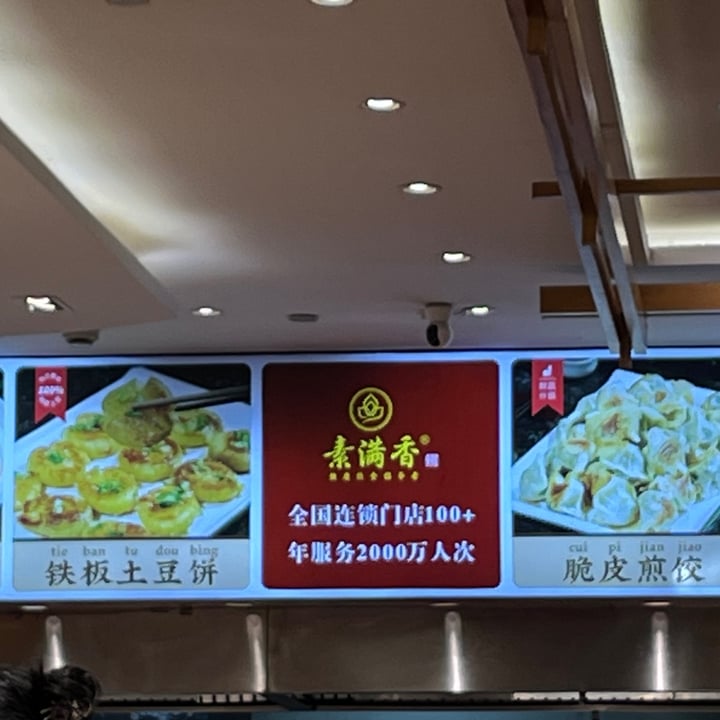 tie ban tu dou bing
铁板土豆饼
素满香®
全国连锁门店100+
年服务2000万人次
cui pi jian jiao
脆皮煎饺